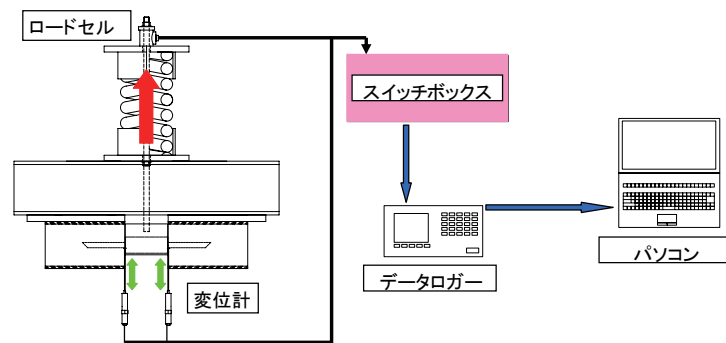 ロードセル
スイッチボックス
データロガー
パソコン
変位計